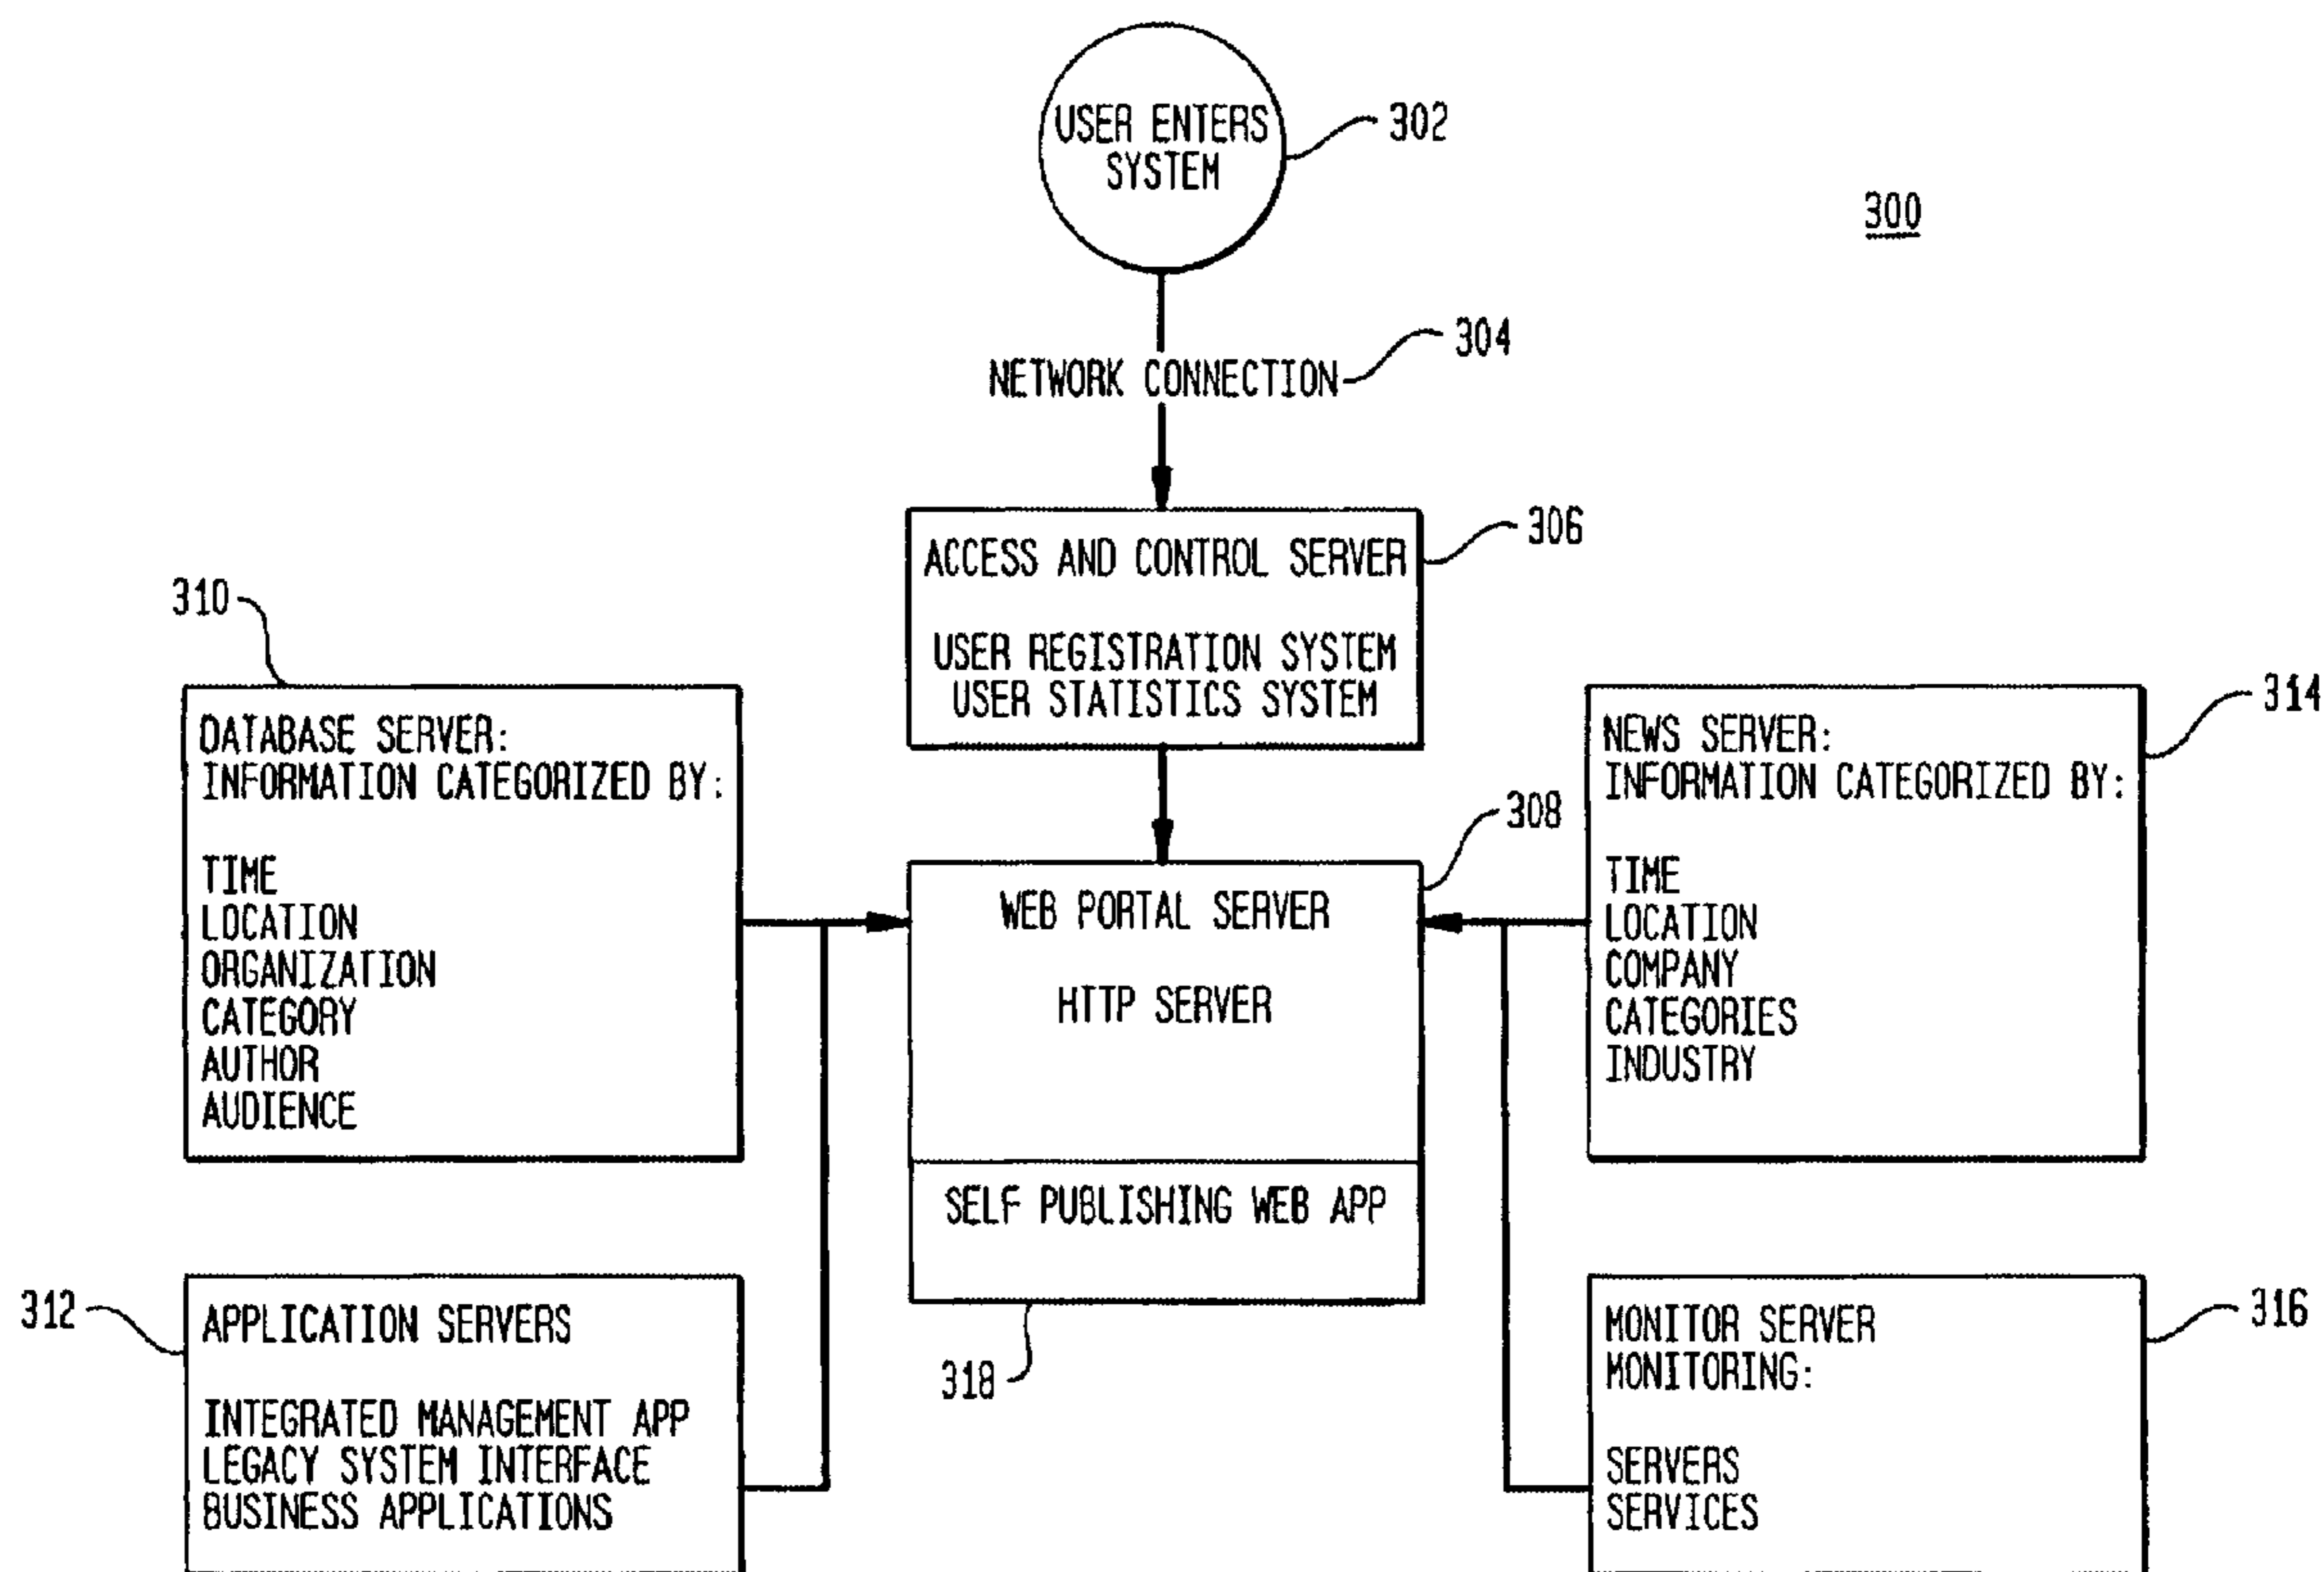 USER ENTERS
SYSTEM
302
300
NETWORK CONNECTION
304
ACCESS AND CONTROL SERVER
USER REGISTRATION SYSTEM
USER STATISTICS SYSTEM
306
310
DATABASE SERVER:
INFORMATION CATEGORIZED BY:
TIME
LOCATION
ORGANIZATION
CATEGORY
AUTHOR
AUDIENCE
WEB PORTAL SERVER
HTTP SERVER
308
SELF PUBLISHING WEB APP
318
NEWS SERVER:
INFORMATION CATEGORIZED BY:
TIME
LOCATION
COMPANY
CATEGORIES
INDUSTRY
314
312
APPLICATION SERVERS
INTEGRATED MANAGEMENT APP
LEGACY SYSTEM INTERFACE
BUSINESS APPLICATIONS
MONITOR SERVER
MONITORING:
SERVERS
SERVICES
316